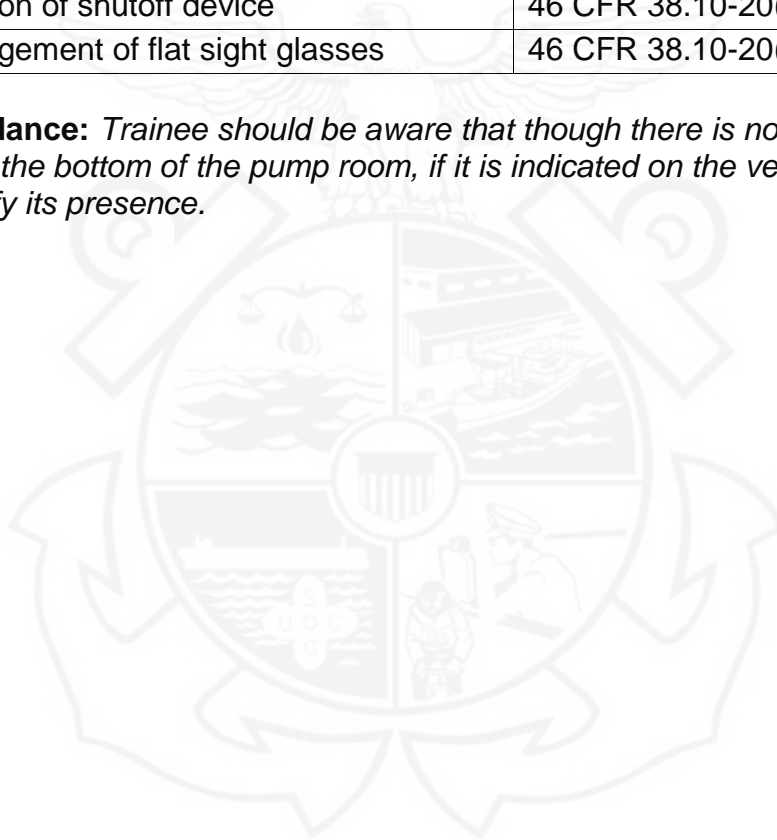 on of shutoff device 46 CFR 38.10-20(
gement of flat sight glasses 46 CFR 38.10-20(
lance: Trainee should be aware that though there is no
the bottom of the pump room, if it is indicated on the ve
y its presence.
S
U O C
G